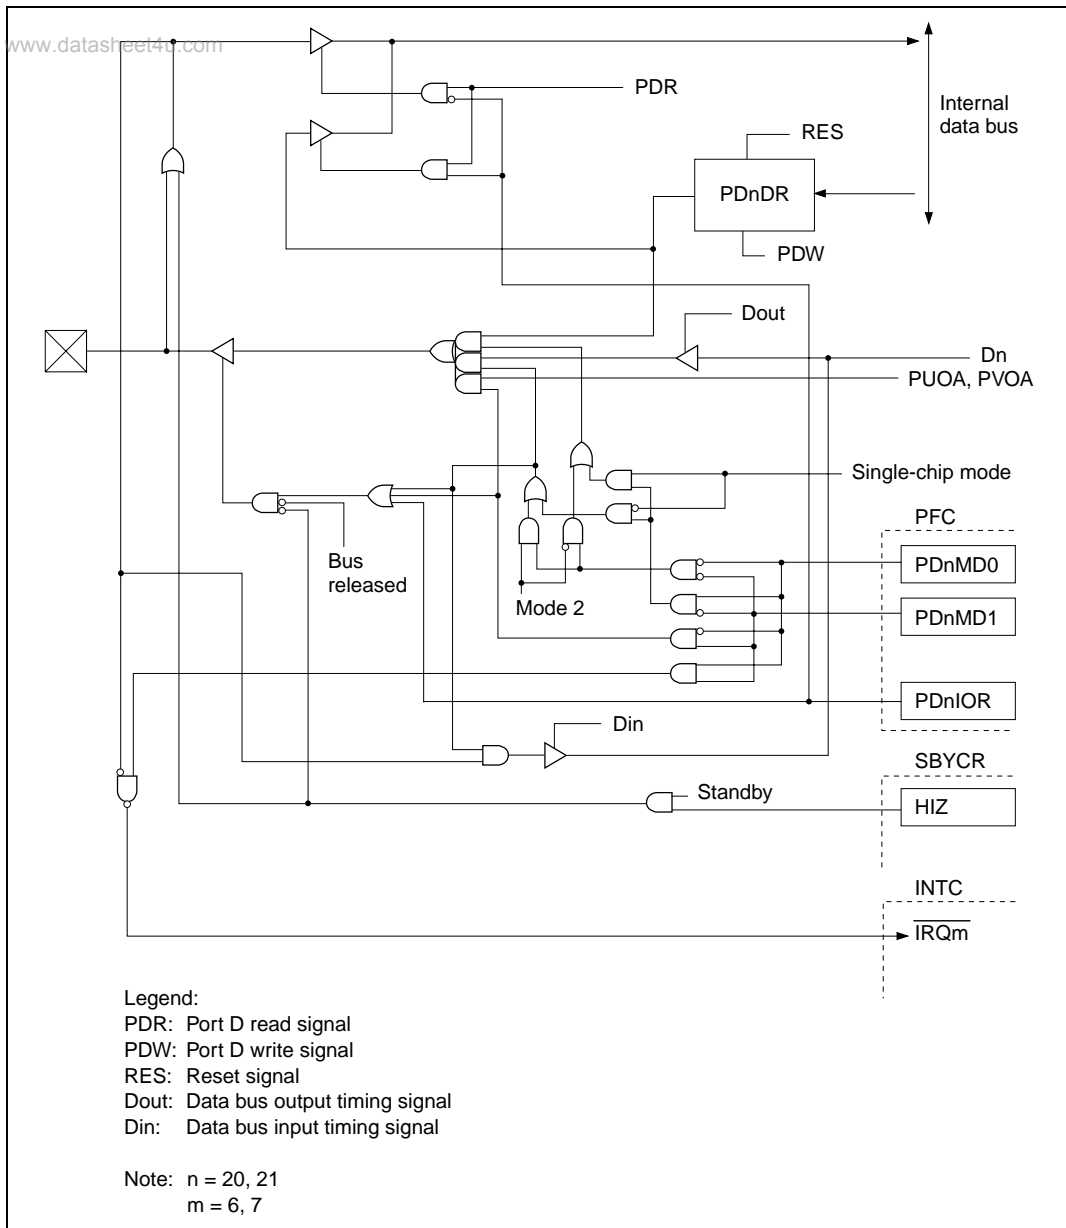 www.datasheet4u.com
PDR
Internal
data bus
RES
PDnDR
PDW
Dout
Dn
PUOA, PVOA
Single-chip mode
PFC
PDnMD0
Bus
released
Mode 2
PDnMD1
PDnIOR
Din
SBYCR
Standby
HIZ
INTC
IRQm
Legend:
PDR: Port D read signal
PDW: Port D write signal
RES: Reset signal
Dout: Data bus output timing signal
Din: Data bus input timing signal
Note: n = 20, 21
m = 6, 7